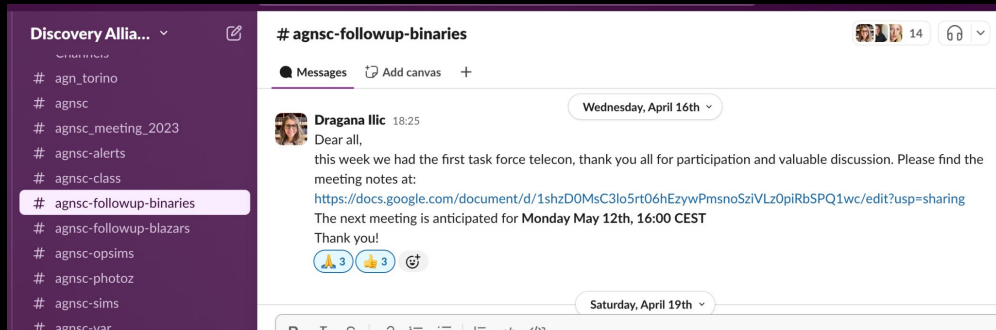 Discovery Allia...
# agn_torino
# agnsc
# agnsc_meeting_2023
# agnsc-alerts
# agnsc-class
# agnsc-followup-binaries
# agnsc-followup-blazars
# agnsc-opsims
# agnsc-photoz
# agnsc-sims
# agnsc-var
# agnsc-followup-binaries
14
Messages Add canvas +
Wednesday, April 16th
Dragana Ilic 18:25
Dear all,
this week we had the first task force telecon, thank you all for participation and valuable discussion. Please find the
meeting notes at:
https://docs.google.com/document/d/1shzD0MsC3lo5rt06hEzywPmsnoSziVLz0piRbSPQ1wc/edit?usp=sharing
The next meeting is anticipated for Monday May 12th, 16:00 CEST
Thank you!
3 3
Saturday, April 19th